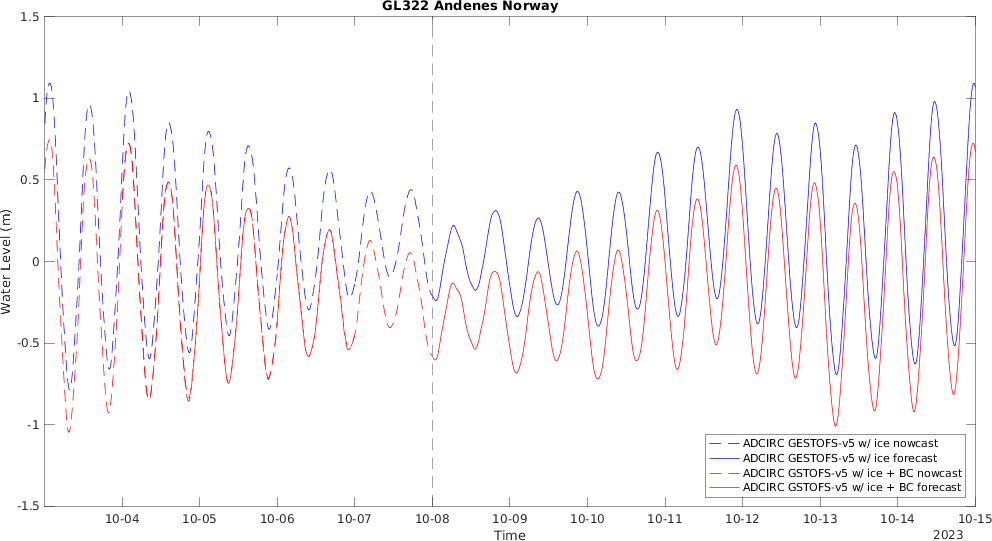 GL322 Andenes Norway
1.5
1
0.5
0
-0.5
-1
-1.5
Water Level (m)
10-04 10-05 10-06 10-07 10-08 10-09 10-10 10-11 10-12 10-13 10-14 10-15
Time
2023
ADCIRC GESTOFS-v5 w/ ice nowcast
ADCIRC GESTOFS-v5 w/ ice forecast
ADCIRC GSTOFS-v5 w/ ice + BC nowcast
ADCIRC GSTOFS-v5 w/ ice + BC forecast